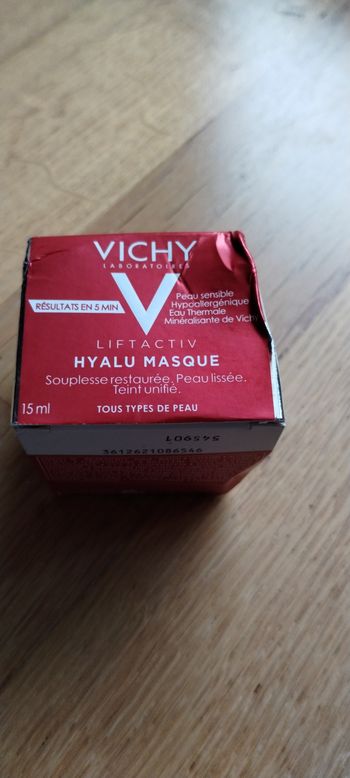 VICHY
LABORATOIRES
RÉSULTATS EN 5 MIN
Peau sensible
Hypoallergénique
Eau Thermale
Minéralisante de Vichy
LIFTACTIV
HYALU MASQUE
Souplesse restaurée. Peau lissée.
Teint unifié.
15 ml
TOUS TYPES DE PEAU
545901
3612621086546